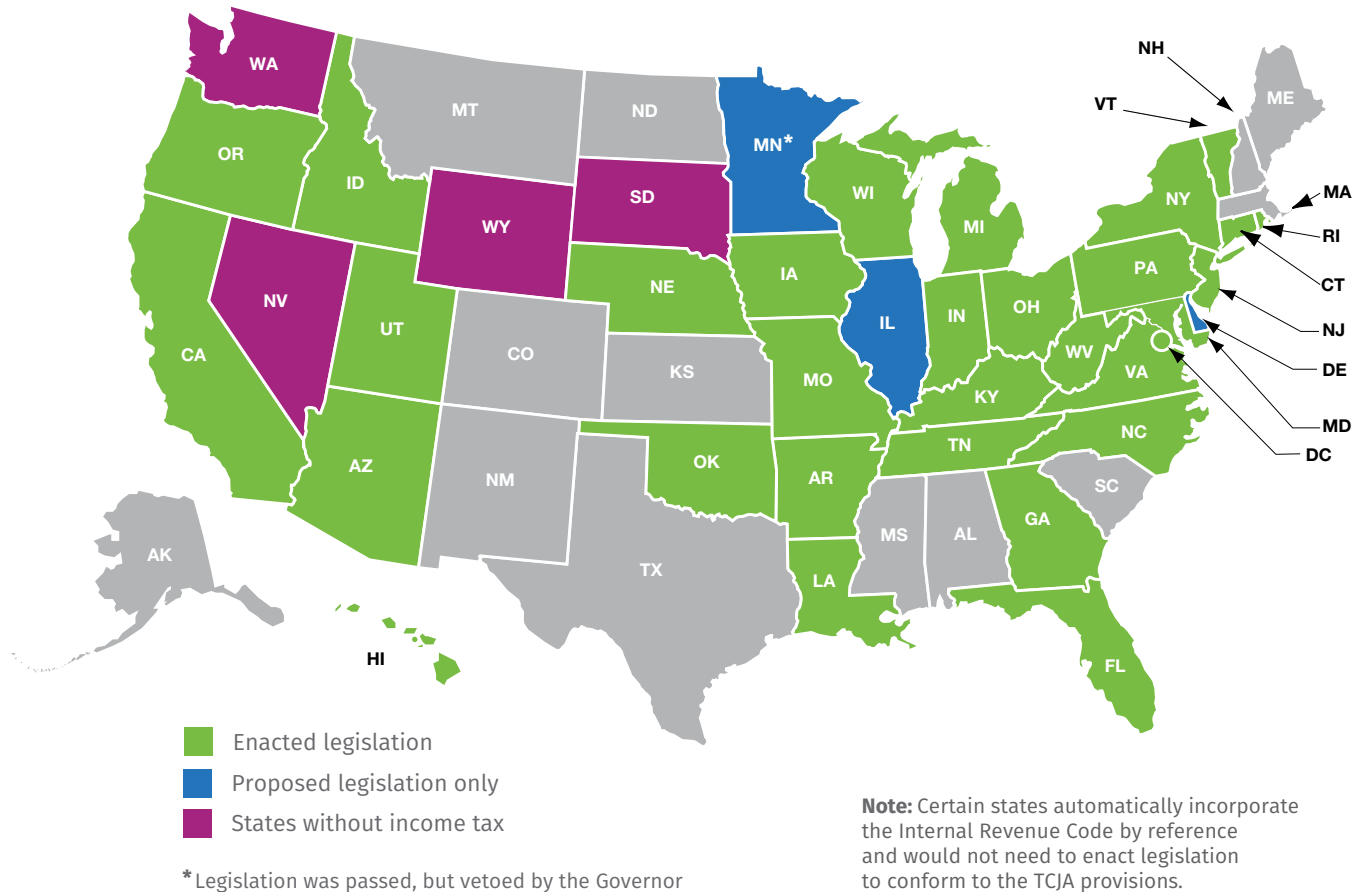 WA
NH
ME
VT
MT
ND
MN*
OR
ID
WI
SD
NY
MA
WY
MI
RI
IA
PA
NE
CT
NV
OH
IL
IN
UT
NJ
CA
CO
WV
DE
KS
MO
VA
KY
MD
NC
DC
TN
OK
AZ
AR
NM
SC
GA
MS
AL
AK
TX
LA
HI
FL
Enacted legislation
Proposed legislation only
States without income tax
* Legislation was passed, but vetoed by the Governor
Note: Certain states automatically incorporate
the Internal Revenue Code by reference
and would not need to enact legislation
to conform to the TCJA provisions.